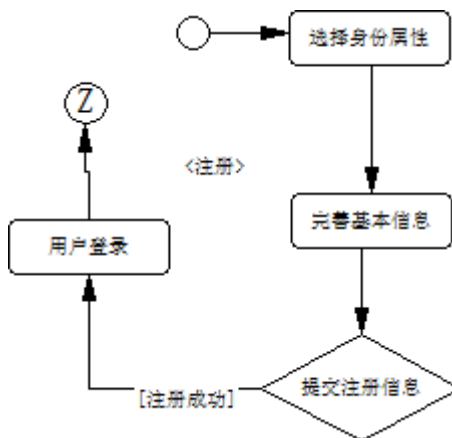 选择身份属性
Z
<注册>
完善基本信息
用户登录
提交注册信息
[注册成功]